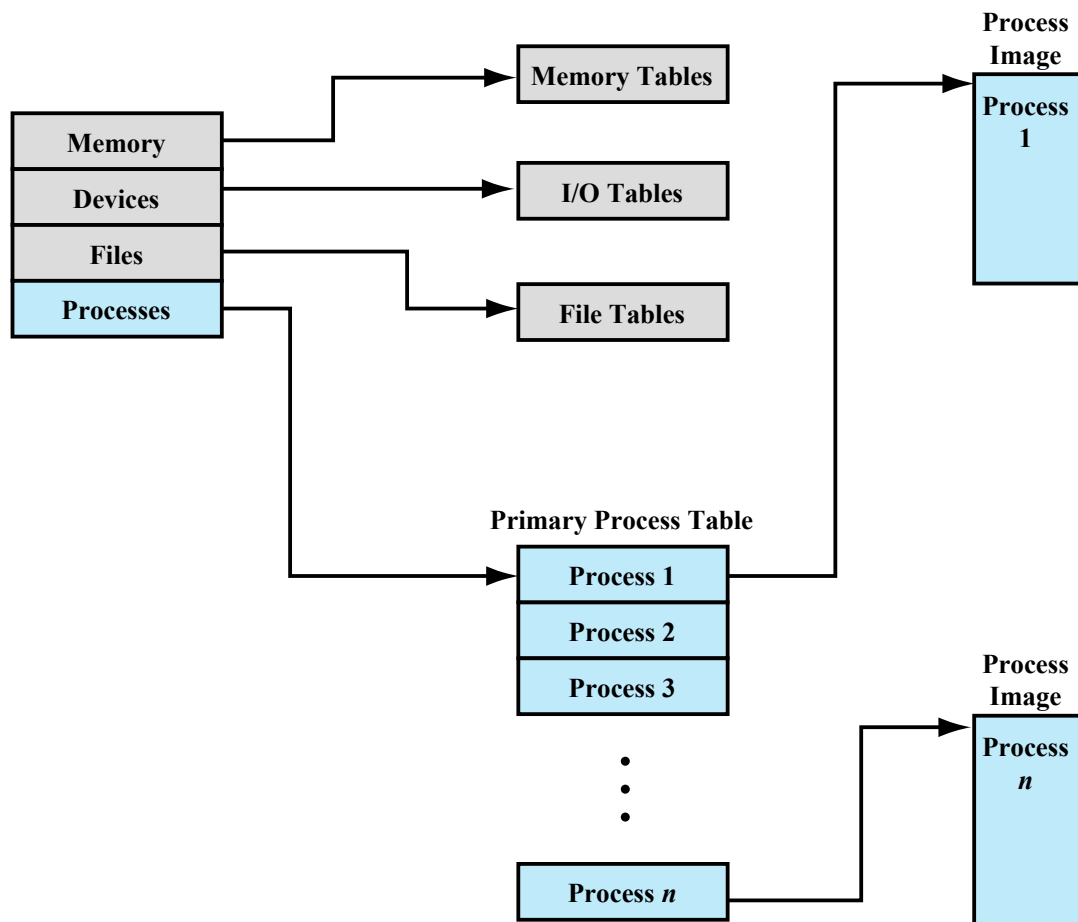 Memory
Devices
Files
Processes
Memory Tables
I/O Tables
File Tables
Primary Process Table
Process 1
Process 2
Process 3
Process n
Process
Image
Process
1
Process
Image
Process
n